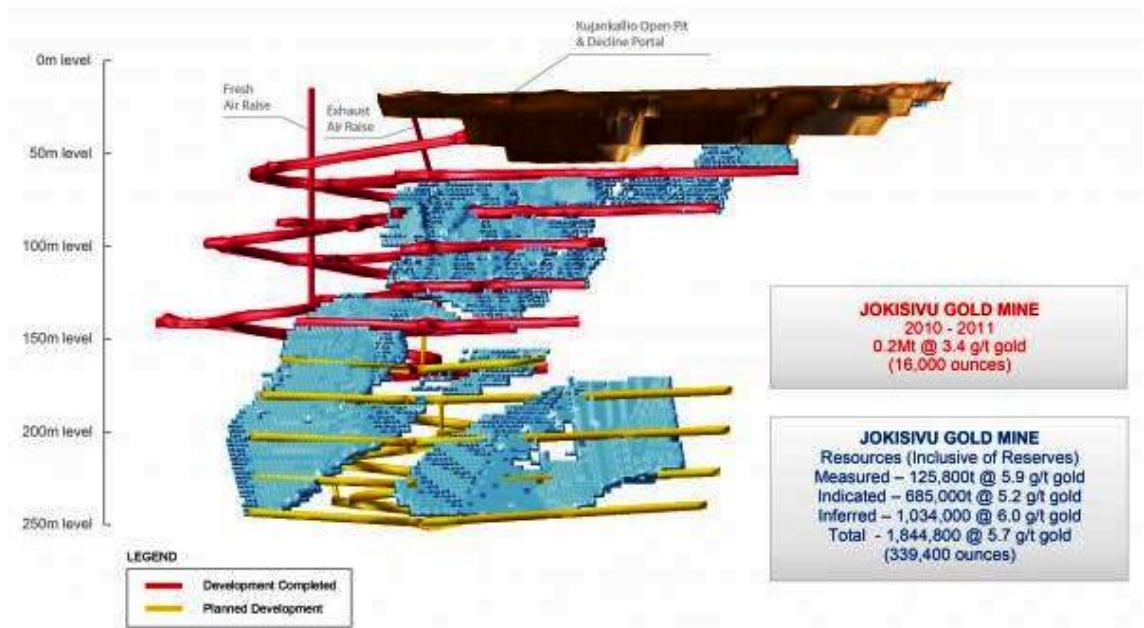 Kujankallio Open Pit
& Decline Portal
0m level
Fresh
Air Raise
Exhaust
Air Raise
50m level
100m level
150m level
200m level
250m level
JOKISIVU GOLD MINE
2010 - 2011
0.2Mt @ 3.4 g/t gold
(16,000 ounces)
JOKISIVU GOLD MINE
Resources (Inclusive of Reserves)
Measured – 125,800t @ 5.9 g/t gold
Indicated – 685,000t @ 5.2 g/t gold
Inferred – 1,034,000 @ 6.0 g/t gold
Total - 1,844,800 @ 5.7 g/t gold
(339,400 ounces)
LEGEND
Development Completed
Planned Development